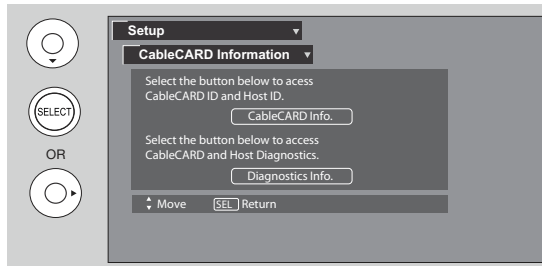 Setup
CableCARD Information
Select the button below to acess
CableCARD ID and Host ID.
CableCARD Info.
Select the button below to access
CableCARD and Host Diagnostics.
Diagnostics Info.
Move SEL Return
SELECT
OR